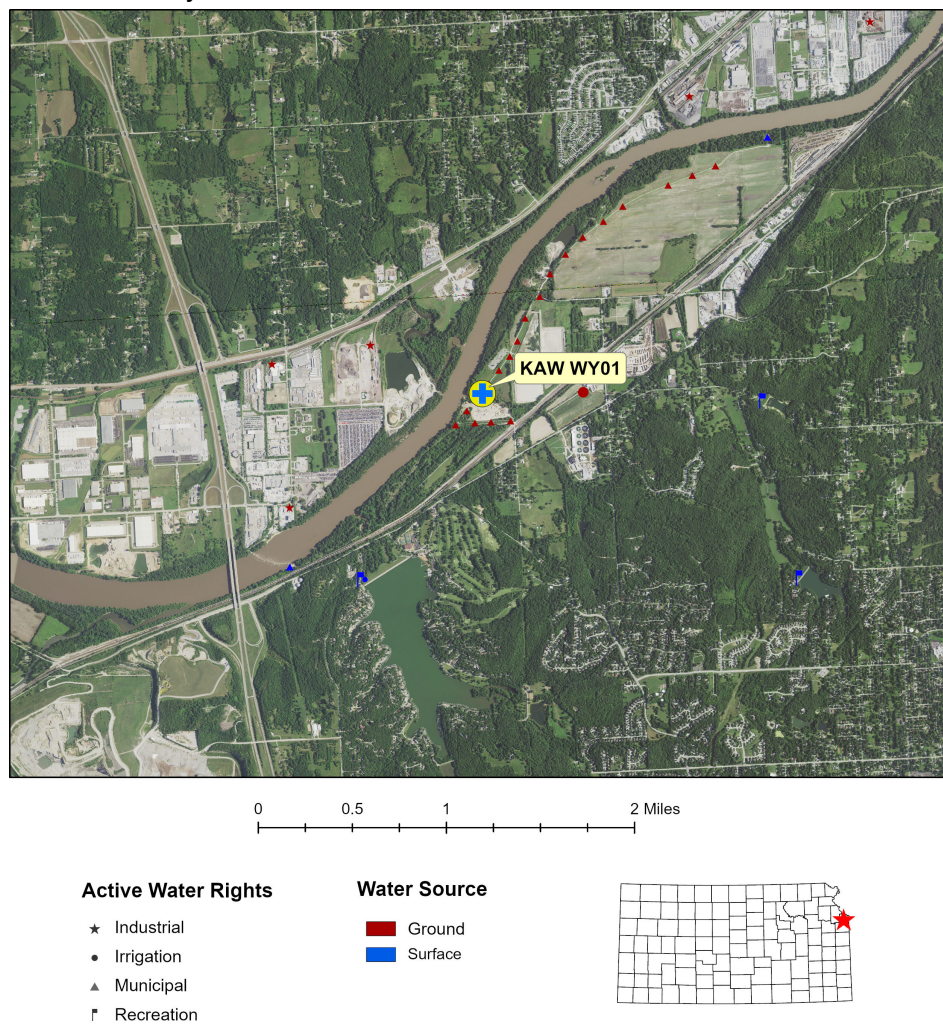 KAW WY01
0 0.5 1 2 Miles
Active Water Rights
Industrial
Irrigation
Municipal
Recreation
Water Source
Ground
Surface